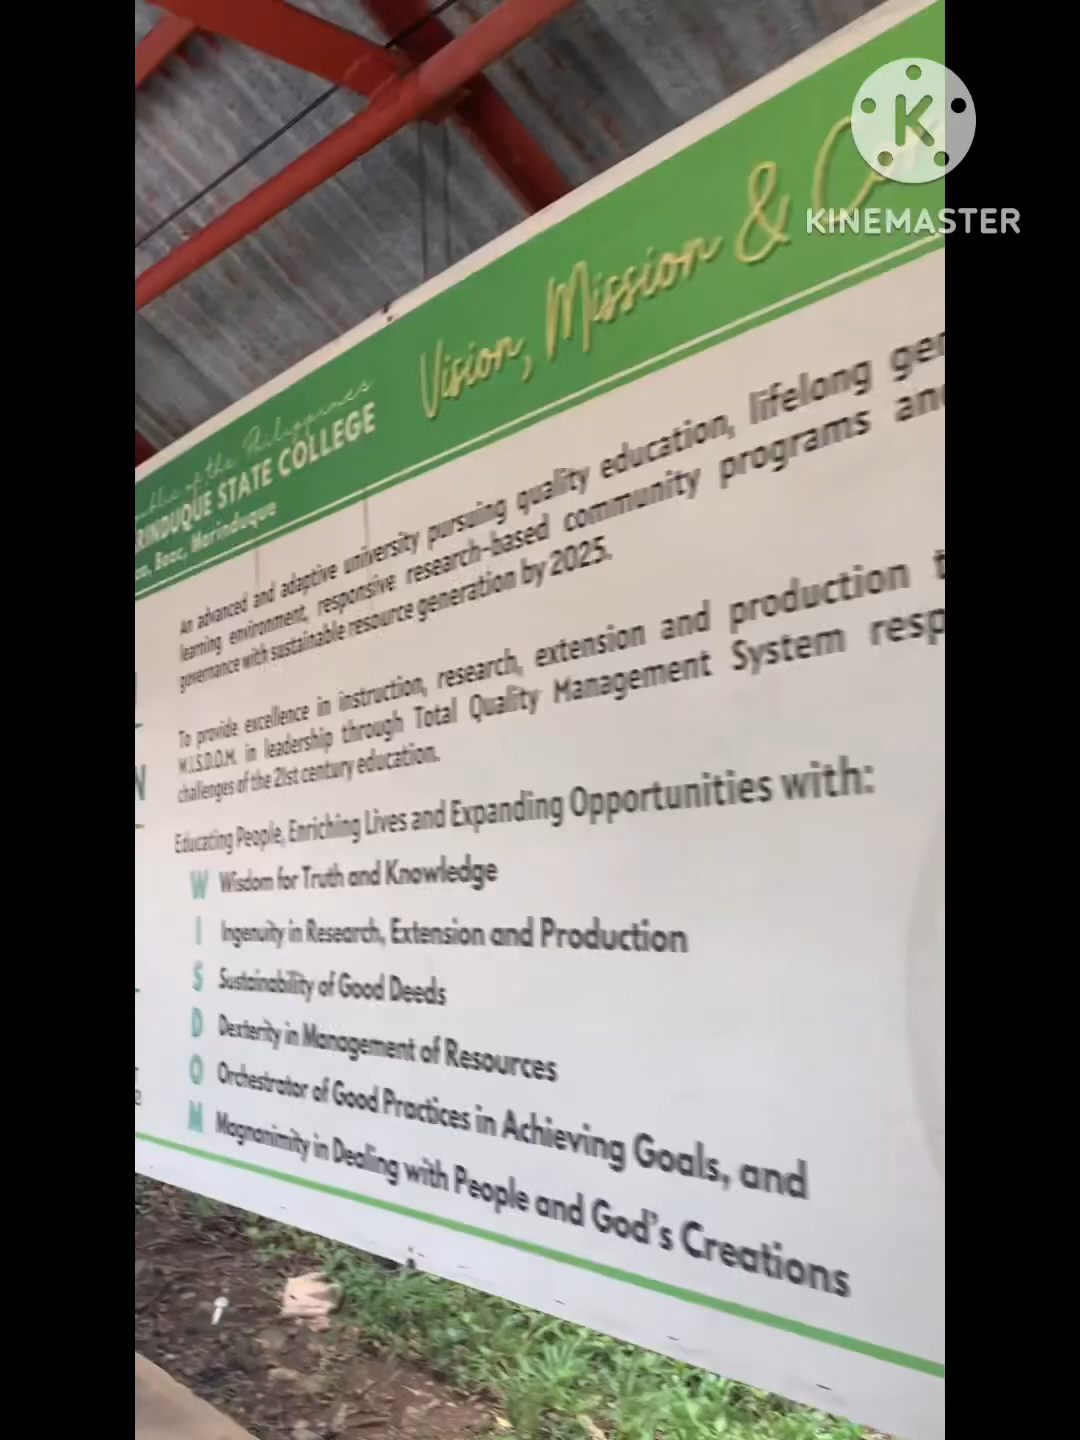 KINEMASTER
Vision, Mission &
of the Philippines
RINDUQUE STATE COLLEGE
Boac, Marinduque
An advanced and adaptive university pursuing quality education, lifelong
learning environment, responsive research-based community programs
governance with sustainable resource generation by 2025.
To provide excellence in instruction, research, extension and production
W.I.S.D.O.M. in leadership through Total Quality Management System
challenges of the 21st century education.
Educating People, Enriching Lives and Expanding Opportunities with:
W Wisdom for Truth and Knowledge
I Ingenuity in Research, Extension and Production
S Sustainability of Good Deeds
D Dexterity in Management of Resources
O Orchestrator of Good Practices in Achieving Goals, and
M Magnanimity in Dealing with People and God's Creations